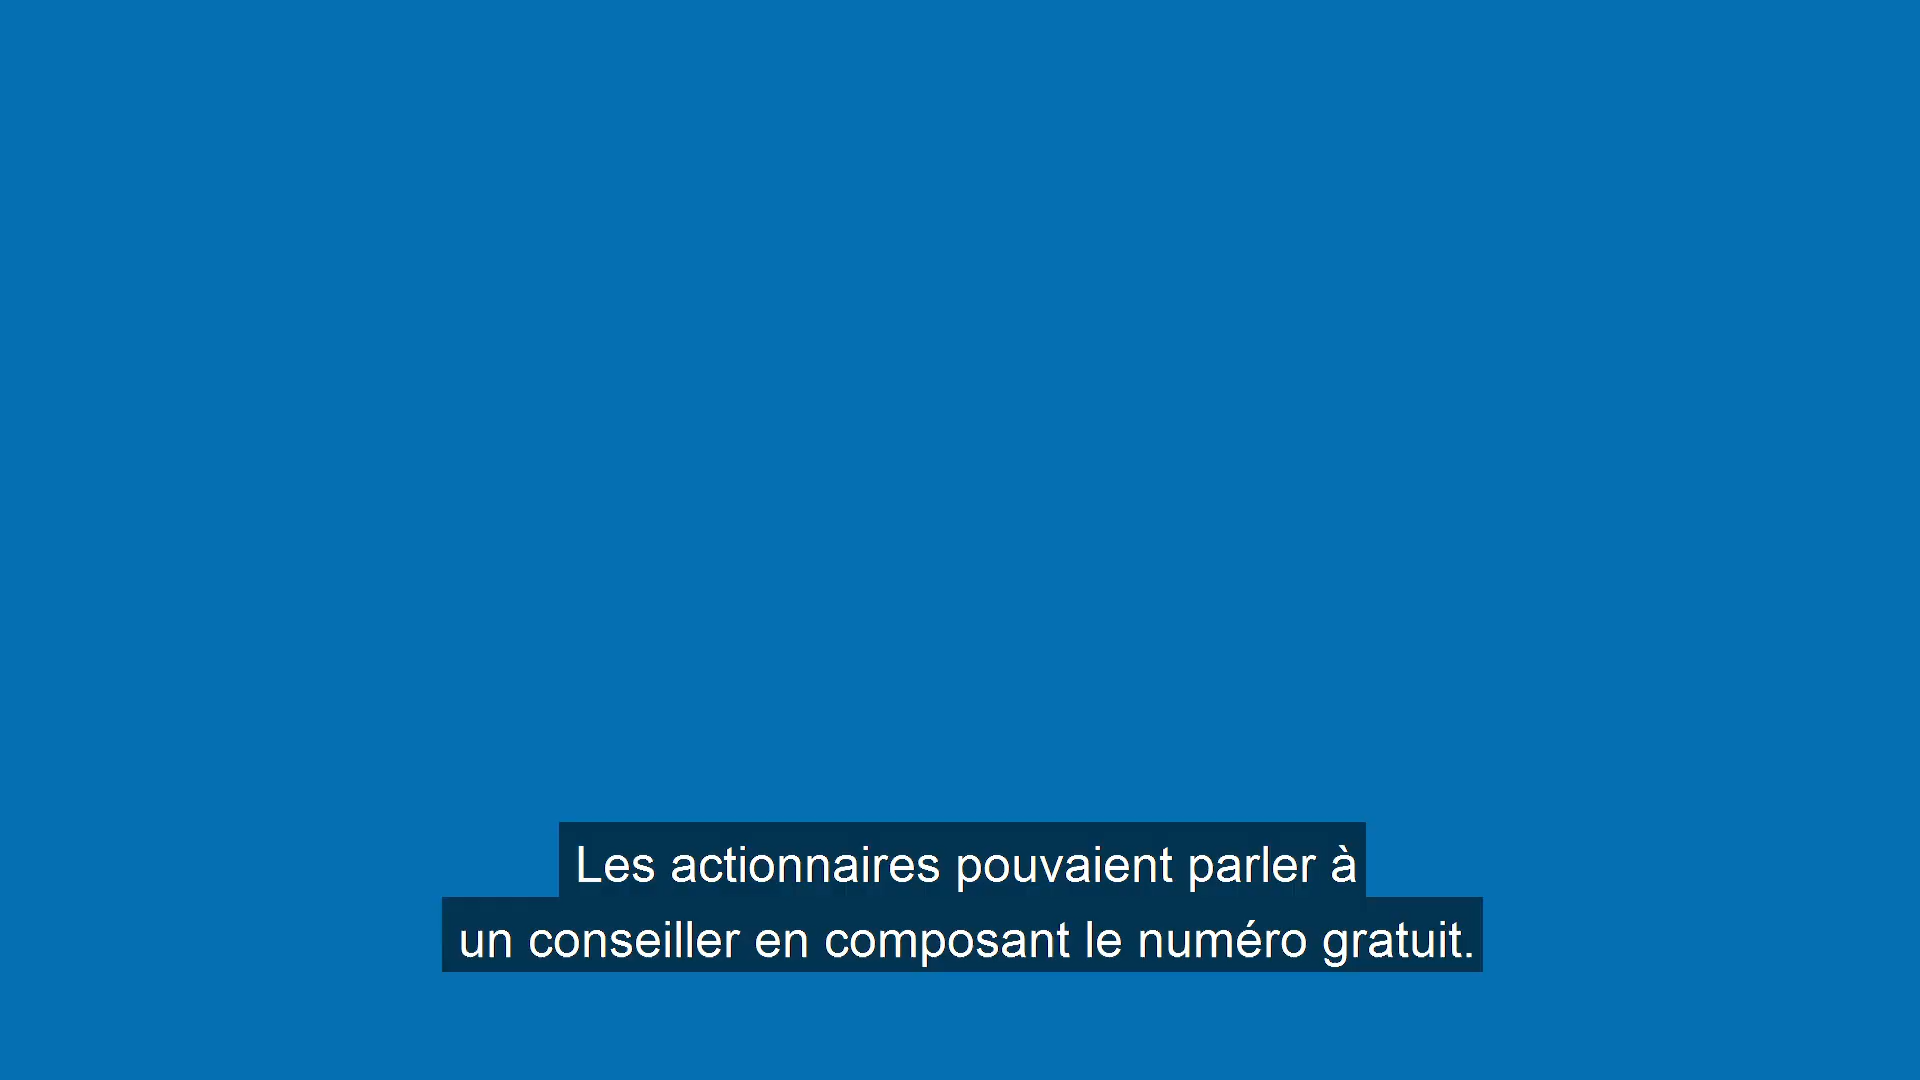 Les actionnaires pouvaient parler à
un conseiller en composant le numéro gratuit.